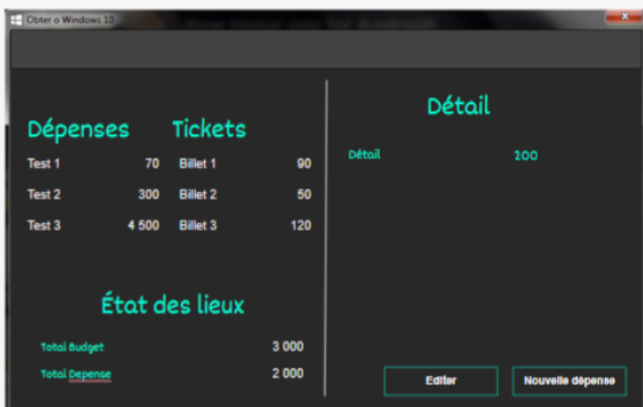 Obter o Windows 10
Dépenses Tickets
Test 1 70 Billet 1 90
Test 2 300 Billet 2 50
Test 3 4 500 Billet 3 120
État des lieux
Total Budget 3 000
Total Depense 2 000
Détail
Détail 200
Editer Nouvelle dépense